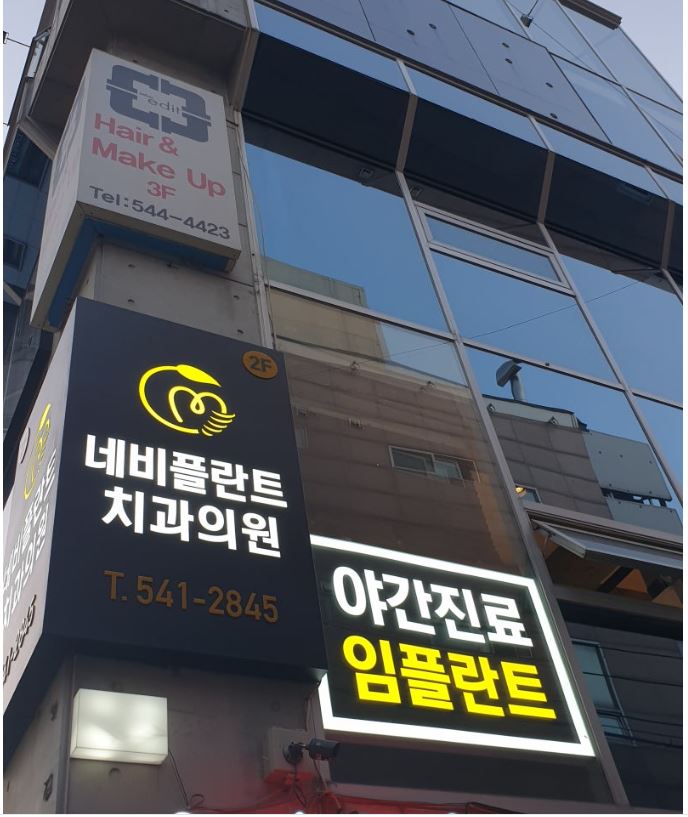 edit
Hair &
Make Up
3F
Tel:544-4423
2F
네비플란트
치과의원
T. 541-2845
야간진료
임플란트